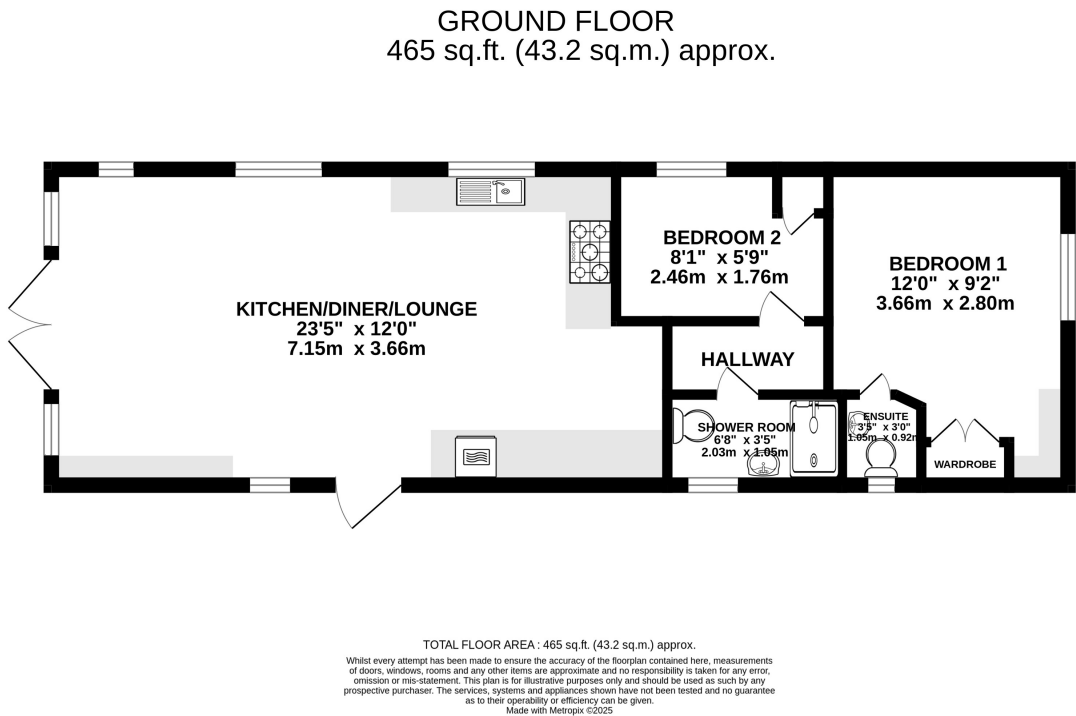 GROUND FLOOR
465 sq.ft. (43.2 sq.m.) approx.
KITCHEN/DINER/LOUNGE
23'5" x 12'0"
7.15m x 3.66m
BEDROOM 2
8'1" x 5'9"
2.46m x 1.76m
BEDROOM 1
12'0" x 9'2"
3.66m x 2.80m
HALLWAY
SHOWER ROOM
6'8" x 3'5"
2.03m x 1.05m
ENSUITE
3'5" x 3'0"
1.05m x 0.92m
WARDROBE
TOTAL FLOOR AREA : 465 sq.ft. (43.2 sq.m.) approx.
Whilst every attempt has been made to ensure the accuracy of the floorplan contained here, measurements
of doors, windows, rooms and any other items are approximate and no responsibility is taken for any error,
omission or mis-statement. This plan is for illustrative purposes only and should be used as such by any
prospective purchaser. The services, systems and appliances shown have not been tested and no guarantee
as to their operability or efficiency can be given.
Made with Metropix ©2025